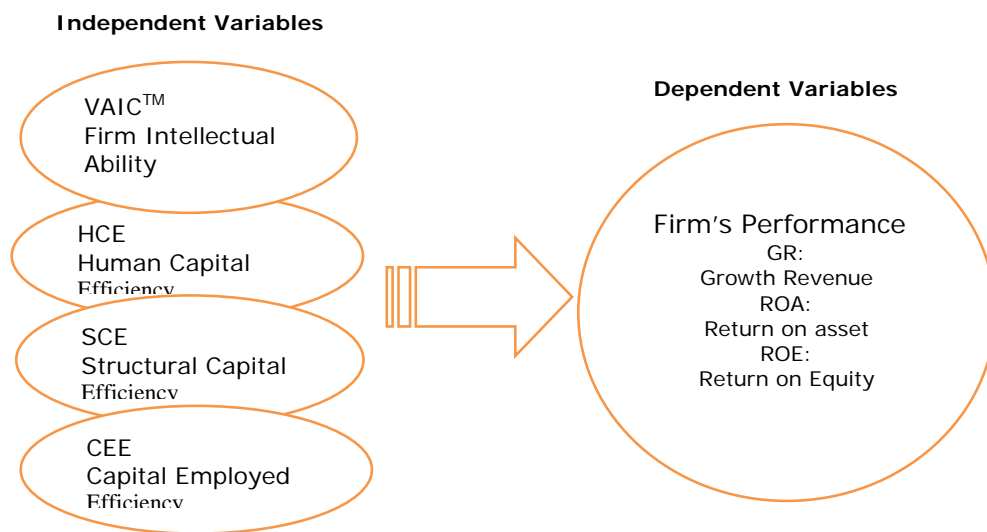 Independent Variables
VAIC™
Firm Intellectual
Ability
HCE
Human Capital
Efficiency
SCE
Structural Capital
Efficiency
CEE
Capital Employed
Efficiency
Dependent Variables
Firm's Performance
GR:
Growth Revenue
ROA:
Return on asset
ROE:
Return on Equity